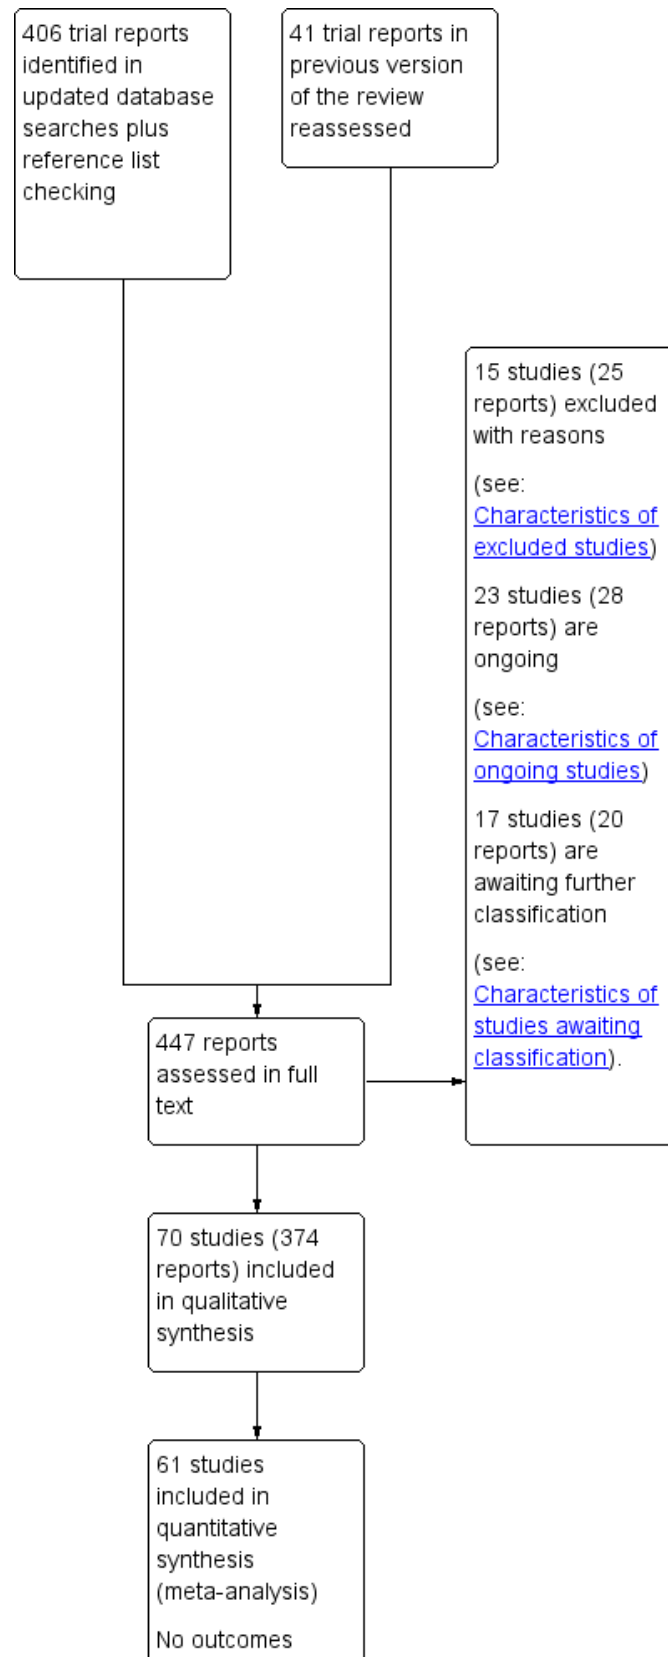 406 trial reports
identified in
updated database
searches plus
reference list
checking
41 trial reports in
previous version
of the review
reassessed
15 studies (25
reports) excluded
with reasons
(see:
Characteristics of
excluded studies)
23 studies (28
reports) are
ongoing
(see:
Characteristics of
ongoing studies)
17 studies (20
reports) are
awaiting further
classification
(see:
Characteristics of
studies awaiting
classification).
447 reports
assessed in full
text
70 studies (374
reports) included
in qualitative
synthesis
61 studies
included in
quantitative
synthesis
(meta-analysis)
No outcomes